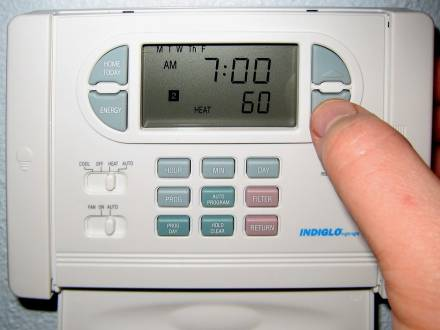 M T W Th F
HOME
TODAY
AM 7:00
ENERGY
2 HEAT 60
COOL OFF HEAT AUTO
HOUR MIN DAY
PROG AUTO
PROGRAM FILTER
FAN ON AUTO
PROG
DAY HOLD
CLEAR RETURN
INDIGLO